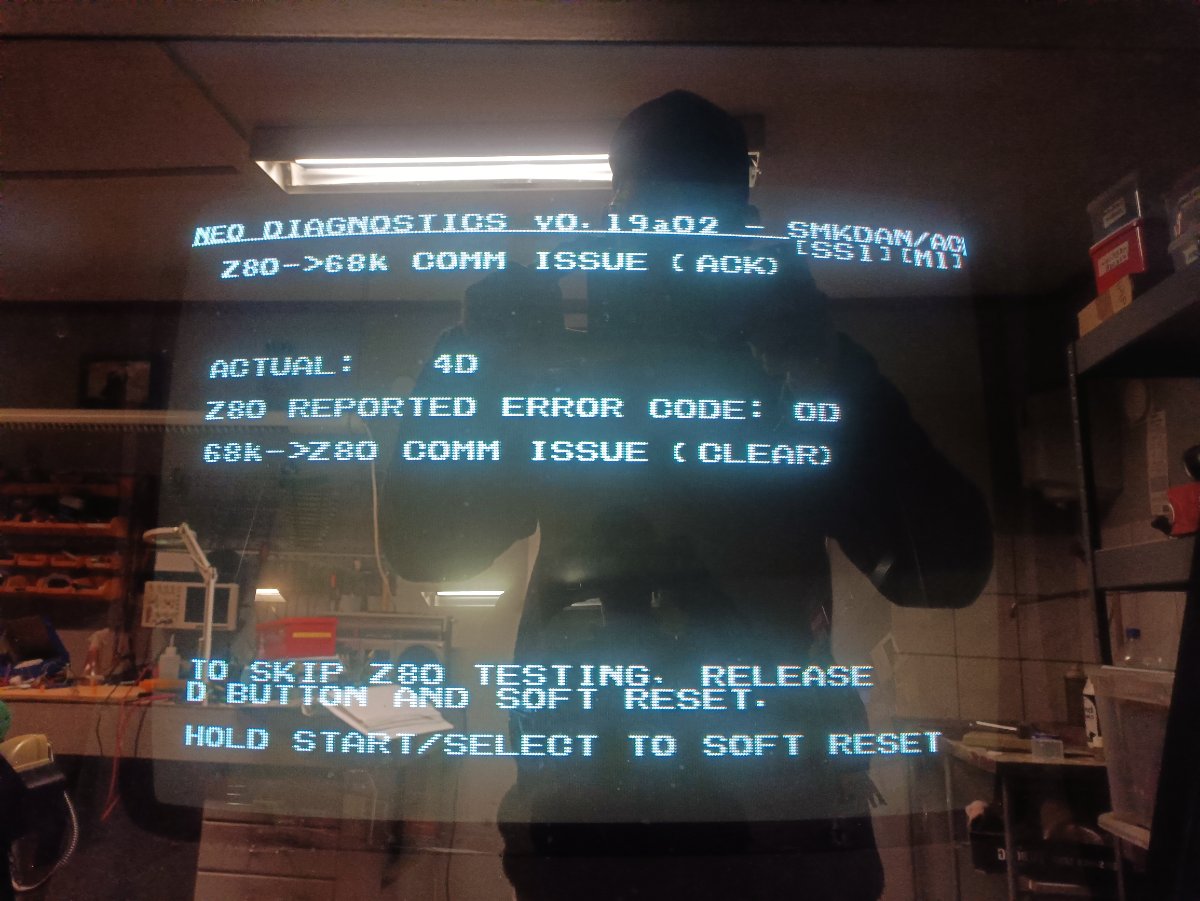 NEO DIAGNOSTICS v0.19a02 - SMKDAN/AC
[SS1][M1]
Z80->68k COMM ISSUE (ACK)
ACTUAL: 4D
Z80 REPORTED ERROR CODE: 0D
68k->Z80 COMM ISSUE (CLEAR)
TO SKIP Z80 TESTING, RELEASE
D BUTTON AND SOFT RESET.
HOLD START/SELECT TO SOFT RESET